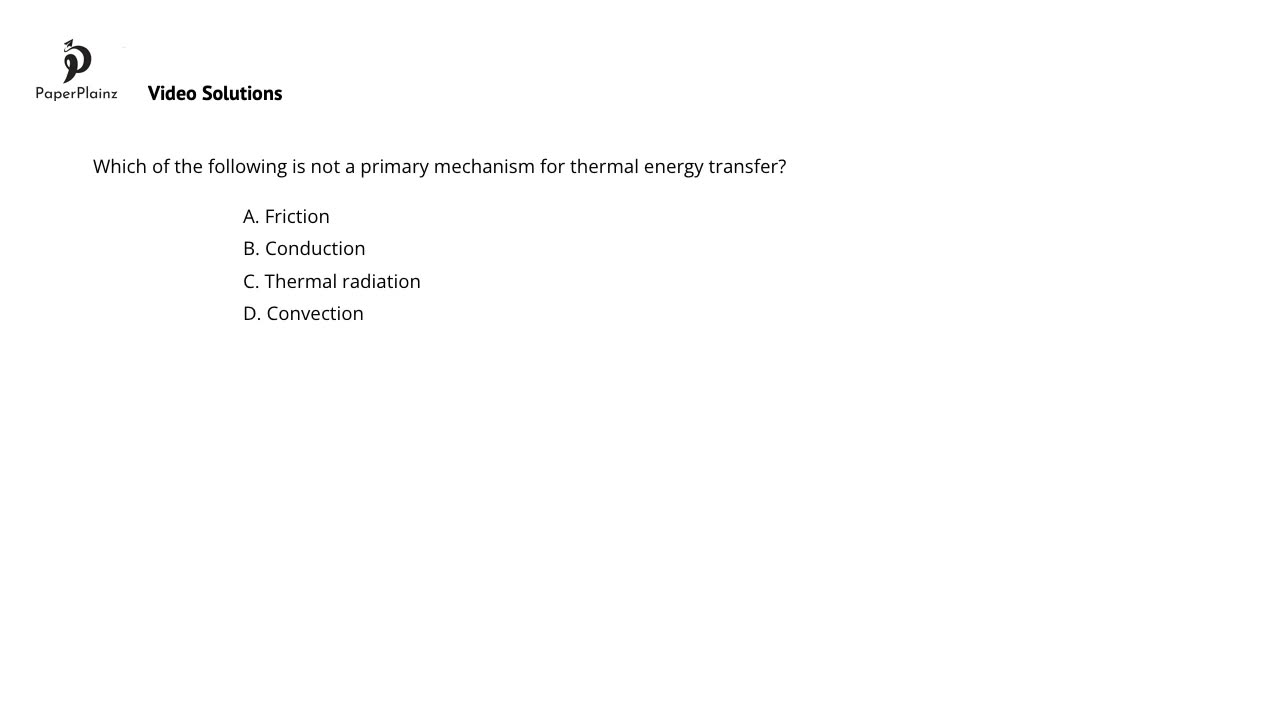 PaperPlainz
Video Solutions
Which of the following is not a primary mechanism for thermal energy transfer?
A. Friction
B. Conduction
C. Thermal radiation
D. Convection